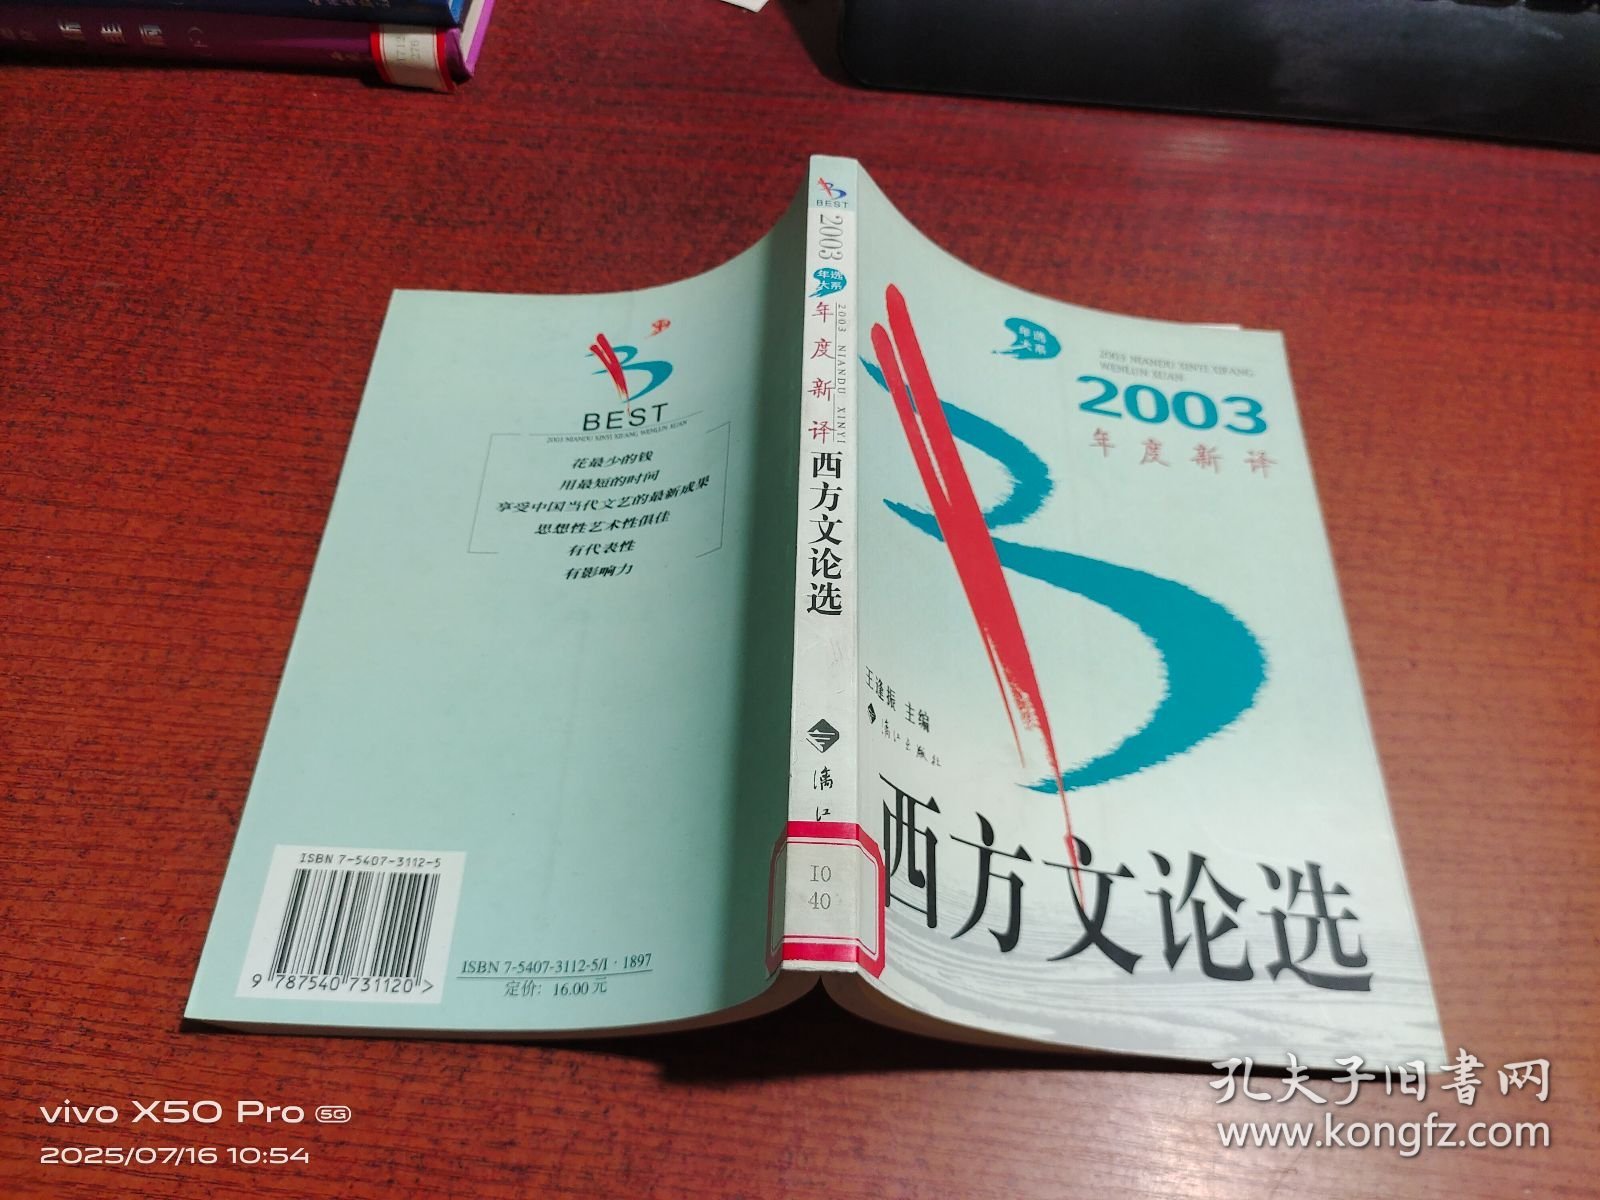 1712
276
BEST
2003 NIANDU XINYI XIFANG WENLUN XUAN
花最少的钱
用最短的时间
享受中国当代文艺的最新成果
思想性艺术性俱佳
有代表性
有影响力
ISBN 7-5407-3112-5
9 787540 731120 >
ISBN 7-5407-3112-5/I·1897
定价：16.00元
BEST
2003
年选
大系
年度新译
2003 NIANDU XINYI
西方文论选
漓江
I0
40
年选
大系
2003 NIANDU XINYI XIFANG
WENLUN XUAN
2003
年度新译
王逢振 主编
漓江出版社
西方文论选
vivo X50 Pro 5G
2025/07/16 10:54
孔夫子旧書网
www.kongfz.com